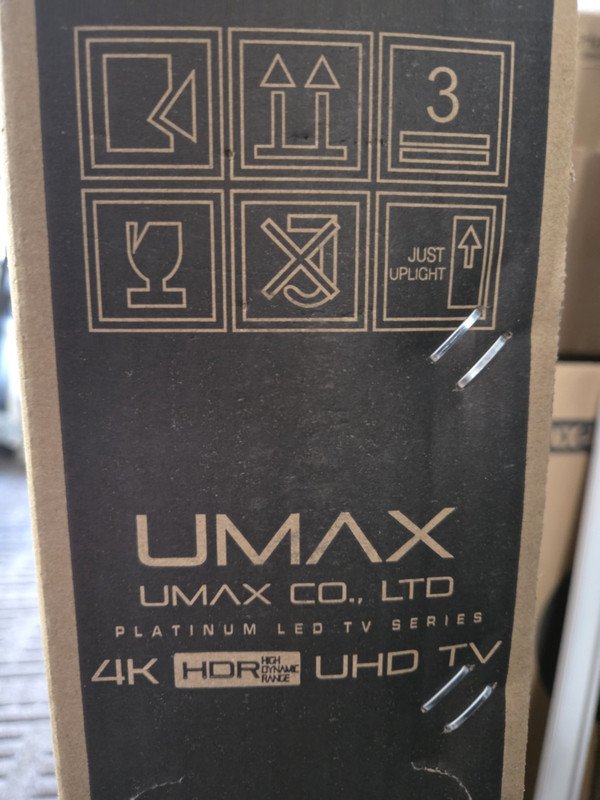 3
JUST
UPLIGHT
UMAX
UMAX CO., LTD
PLATINUM LED TV SERIES
4K HDR HIGH DYNAMIC RANGE UHD TV